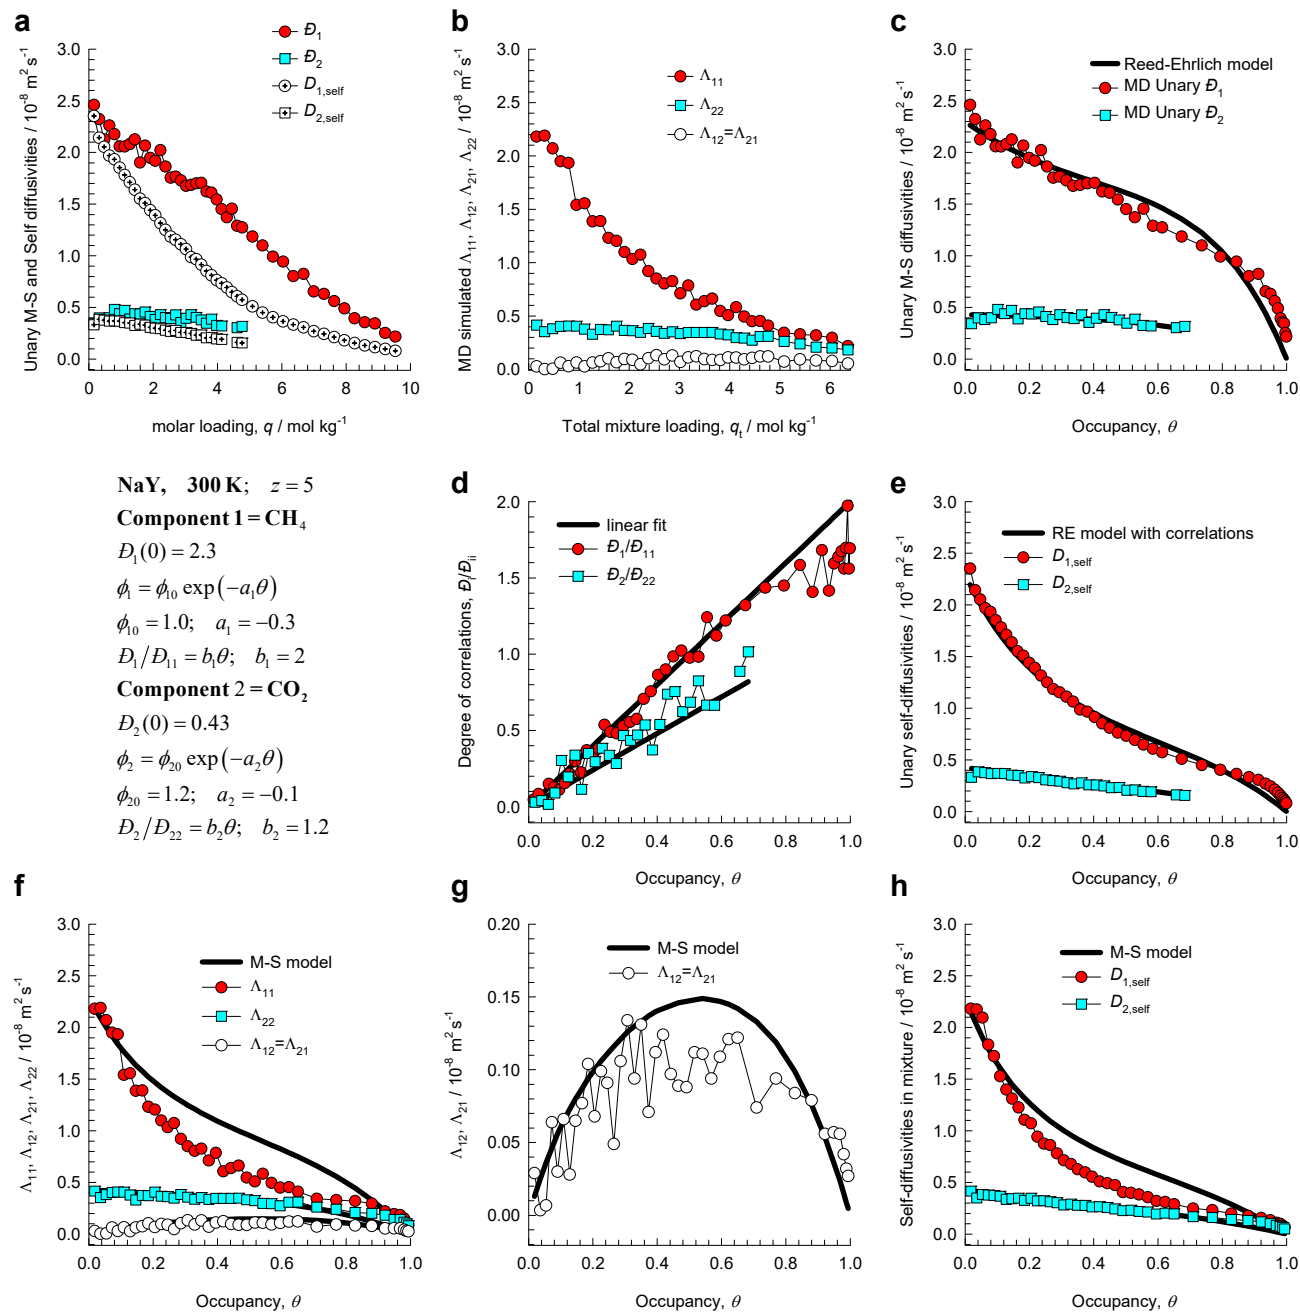 a
Unary M-S and Self diffusivities / 10⁻⁸ m² s⁻¹
3.0
2.5
2.0
1.5
1.0
0.5
0.0
0 2 4 6 8 10
molar loading, q / mol kg⁻¹
Đ₁
Đ₂
D₁,self
D₂,self
b
MD simulated Λ₁₁, Λ₁₂, Λ₂₁, Λ₂₂ / 10⁻⁸ m² s⁻¹
3.0
2.5
2.0
1.5
1.0
0.5
0.0
0 1 2 3 4 5 6
Total mixture loading, qₜ / mol kg⁻¹
Λ₁₁
Λ₂₂
Λ₁₂=Λ₂₁
c
Unary M-S diffusivities / 10⁻⁸ m² s⁻¹
3.0
2.5
2.0
1.5
1.0
0.5
0.0
0.0 0.2 0.4 0.6 0.8 1.0
Occupancy, θ
Reed-Ehrlich model
MD Unary Đ₁
MD Unary Đ₂
NaY, 300 K; z = 5
Component 1 = CH₄
Đ₁(0) = 2.3
ϕ₁ = ϕ₁₀ exp(−a₁θ)
ϕ₁₀ = 1.0; a₁ = −0.3
Đ₁/Đ₁₁ = b₁θ; b₁ = 2
Component 2 = CO₂
Đ₂(0) = 0.43
ϕ₂ = ϕ₂₀ exp(−a₂θ)
ϕ₂₀ = 1.2; a₂ = −0.1
Đ₂/Đ₂₂ = b₂θ; b₂ = 1.2
d
Degree of correlations, Đᵢ/Đᵢᵢ
2.0
1.5
1.0
0.5
0.0
0.0 0.2 0.4 0.6 0.8 1.0
Occupancy, θ
linear fit
Đ₁/Đ₁₁
Đ₂/Đ₂₂
e
Unary self-diffusivities / 10⁻⁸ m² s⁻¹
3.0
2.5
2.0
1.5
1.0
0.5
0.0
0.0 0.2 0.4 0.6 0.8 1.0
Occupancy, θ
RE model with correlations
D₁,self
D₂,self
f
Λ₁₁, Λ₁₂, Λ₂₁, Λ₂₂ / 10⁻⁸ m² s⁻¹
3.0
2.5
2.0
1.5
1.0
0.5
0.0
0.0 0.2 0.4 0.6 0.8 1.0
Occupancy, θ
M-S model
Λ₁₁
Λ₂₂
Λ₁₂=Λ₂₁
g
Λ₁₂, Λ₂₁ / 10⁻⁸ m² s⁻¹
0.20
0.15
0.10
0.05
0.00
0.0 0.2 0.4 0.6 0.8 1.0
Occupancy, θ
M-S model
Λ₁₂=Λ₂₁
h
Self-diffusivities in mixture / 10⁻⁸ m² s⁻¹
3.0
2.5
2.0
1.5
1.0
0.5
0.0
0.0 0.2 0.4 0.6 0.8 1.0
Occupancy, θ
M-S model
D₁,self
D₂,self